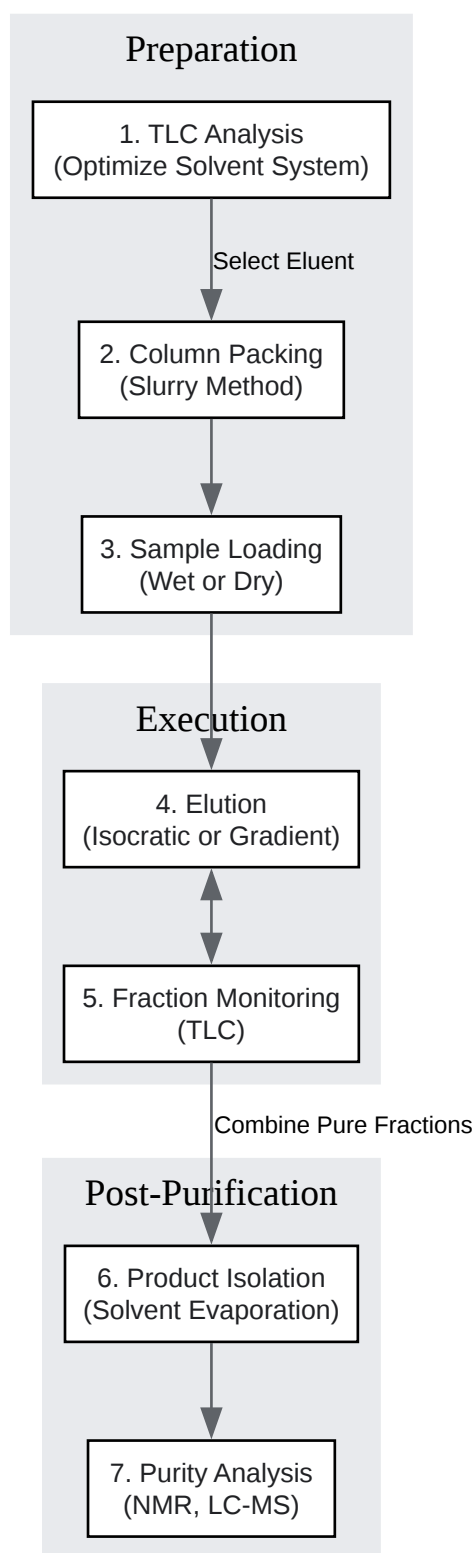 Preparation
1. TLC Analysis
(Optimize Solvent System)
Select Eluent
2. Column Packing
(Slurry Method)
3. Sample Loading
(Wet or Dry)
Execution
4. Elution
(Isocratic or Gradient)
5. Fraction Monitoring
(TLC)
Combine Pure Fractions
Post-Purification
6. Product Isolation
(Solvent Evaporation)
7. Purity Analysis
(NMR, LC-MS)